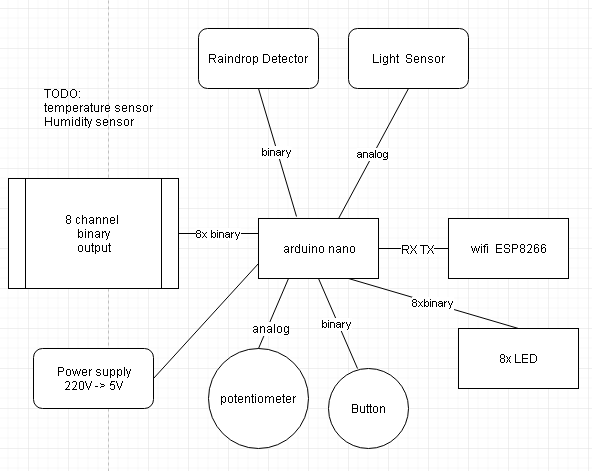 Raindrop Detector
Light Sensor
TODO:
temperature sensor
Humidity sensor
binary
analog
8 channel
binary
output
8x binary
arduino nano
RX TX
wifi ESP8266
analog
binary
8xbinary
Power supply
220V -> 5V
potentiometer
Button
8x LED